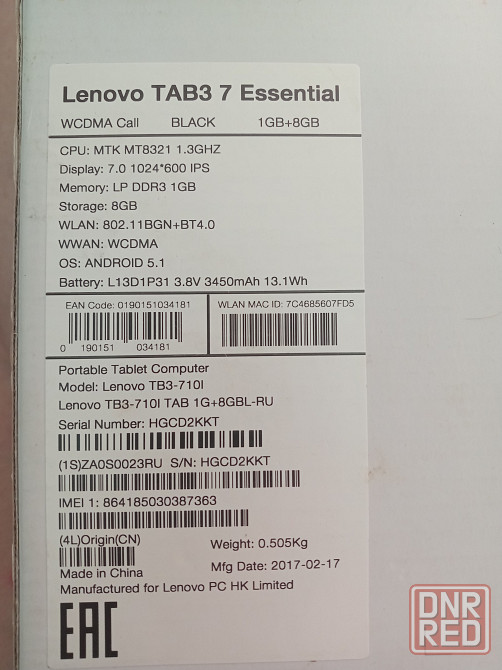 Lenovo TAB3 7 Essential
WCDMA Call BLACK 1GB+8GB
CPU: MTK MT8321 1.3GHZ
Display: 7.0 1024*600 IPS
Memory: LP DDR3 1GB
Storage: 8GB
WLAN: 802.11BGN+BT4.0
WWAN: WCDMA
OS: ANDROID 5.1
Battery: L13D1P31 3.8V 3450mAh 13.1Wh
EAN Code: 0190151034181
0 190151 034181
WLAN MAC ID: 7C4685607FD5
Portable Tablet Computer
Model: Lenovo TB3-710I
Lenovo TB3-710I TAB 1G+8GBL-RU
Serial Number: HGCD2KKT
(1S)ZA0S0023RU S/N: HGCD2KKT
IMEI 1: 864185030387363
(4L)Origin(CN)
Weight: 0.505Kg
Made in China
Mfg Date: 2017-02-17
Manufactured for Lenovo PC HK Limited
EAC
DNR
RED